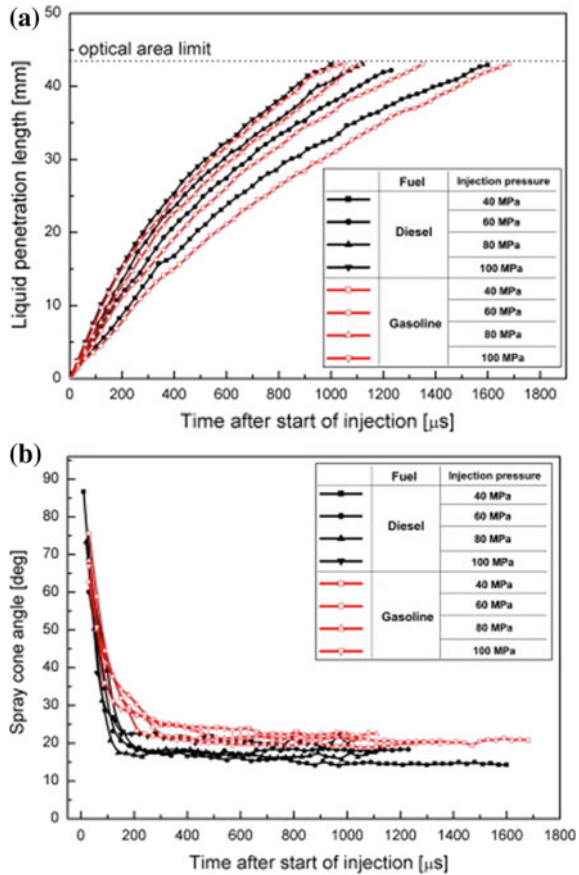 (a)
50
optical area limit
40
30
20
10
0
Liquid penetration length [mm]
Fuel Injection pressure
Diesel
40 MPa
60 MPa
80 MPa
100 MPa
Gasoline
40 MPa
60 MPa
80 MPa
100 MPa
0 200 400 600 800 1000 1200 1400 1600 1800
Time after start of injection [μs]
(b)
90
80
70
60
50
40
30
20
10
0
Spray cone angle [deg]
Fuel Injection pressure
Diesel
40 MPa
60 MPa
80 MPa
100 MPa
Gasoline
40 MPa
60 MPa
80 MPa
100 MPa
0 200 400 600 800 1000 1200 1400 1600 1800
Time after start of injection [μs]